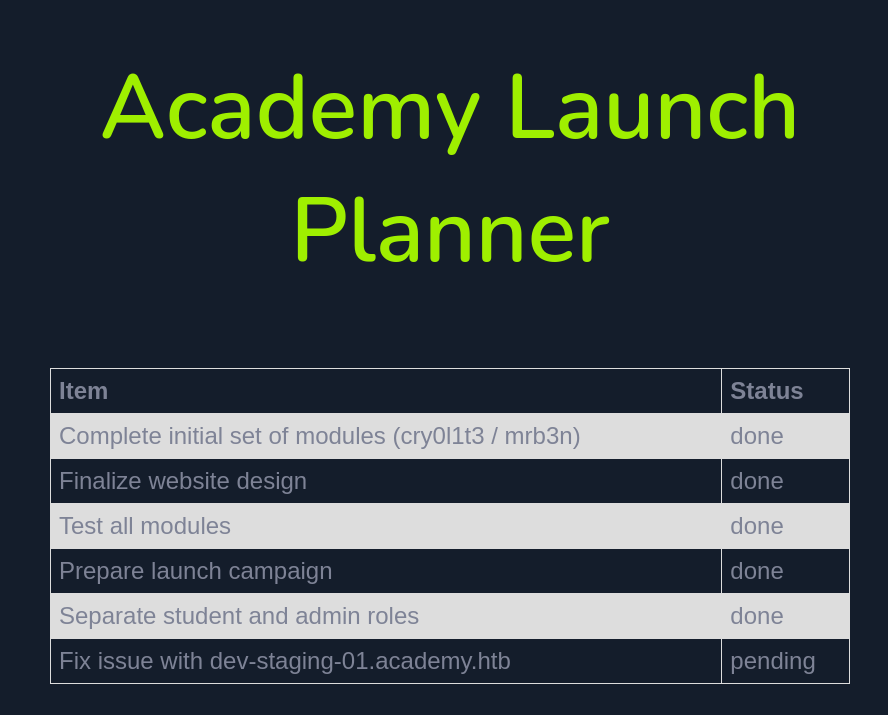 Academy Launch
Planner
Item Status
Complete initial set of modules (cry0l1t3 / mrb3n) done
Finalize website design done
Test all modules done
Prepare launch campaign done
Separate student and admin roles done
Fix issue with dev-staging-01.academy.htb pending